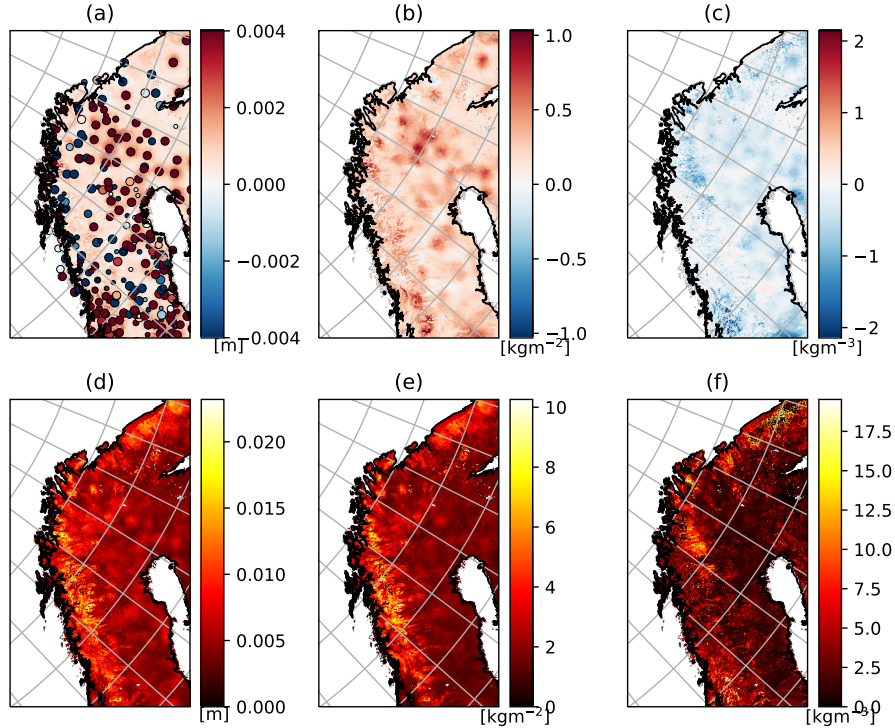 (a)
(b)
(c)
0.004
0.002
0.000
−0.002
−0.004
[m]
1.0
0.5
0.0
−0.5
−1.0
[kgm⁻²]
2
1
0
−1
−2
[kgm⁻³]
(d)
(e)
(f)
0.020
0.015
0.010
0.005
0.000
[m]
10
8
6
4
2
0
[kgm⁻²]
17.5
15.0
12.5
10.0
7.5
5.0
2.5
0.0
[kgm⁻³]